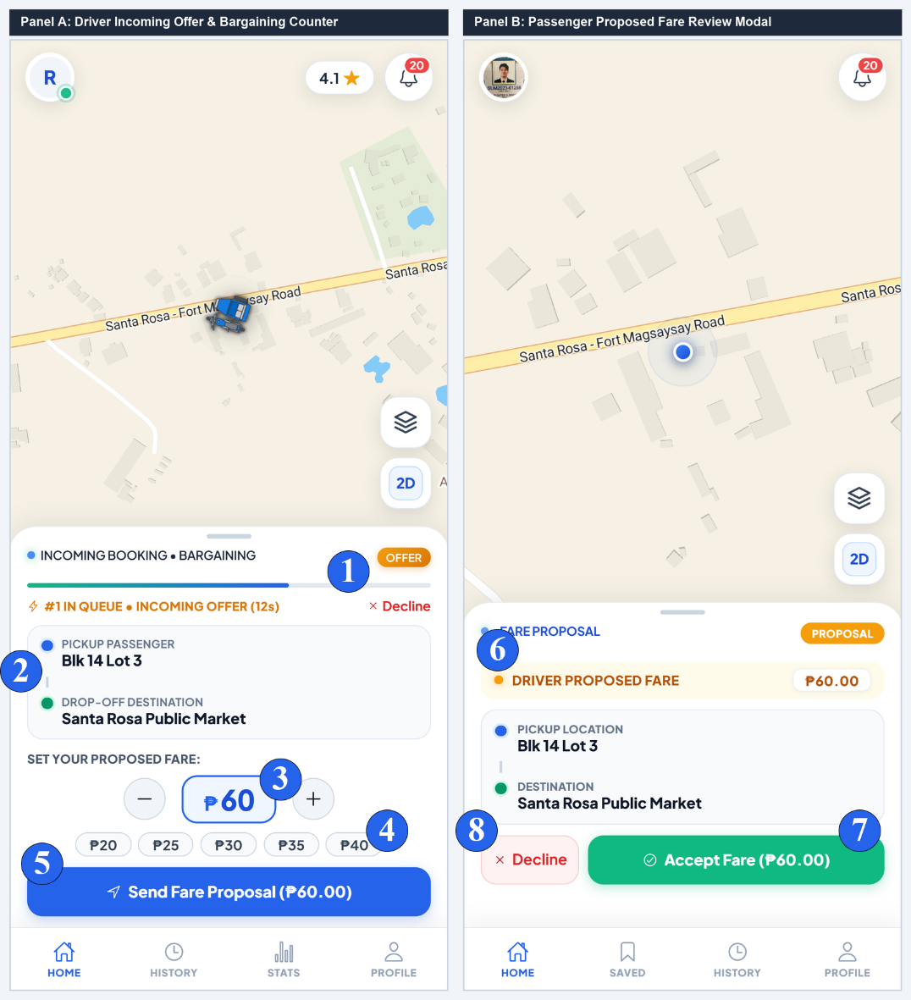 Panel A: Driver Incoming Offer & Bargaining Counter
R
4.1
20
Santa Rosa
Santa Rosa - Fort M
say Road
2D
A
INCOMING BOOKING • BARGAINING
OFFER
1
#1 IN QUEUE • INCOMING OFFER (12s)
Decline
2
PICKUP PASSENGER
Blk 14 Lot 3
DROP-OFF DESTINATION
Santa Rosa Public Market
SET YOUR PROPOSED FARE:
3
− ₱60 +
4
₱20 ₱25 ₱30 ₱35 ₱40
5
Send Fare Proposal (₱60.00)
HOME HISTORY STATS PROFILE
Panel B: Passenger Proposed Fare Review Modal
20
Santa Ros
Santa Rosa - Fort Magsaysay Road
2D
FARE PROPOSAL
PROPOSAL
6
DRIVER PROPOSED FARE
₱60.00
PICKUP LOCATION
Blk 14 Lot 3
DESTINATION
Santa Rosa Public Market
8
7
Decline
Accept Fare (₱60.00)
HOME SAVED HISTORY PROFILE